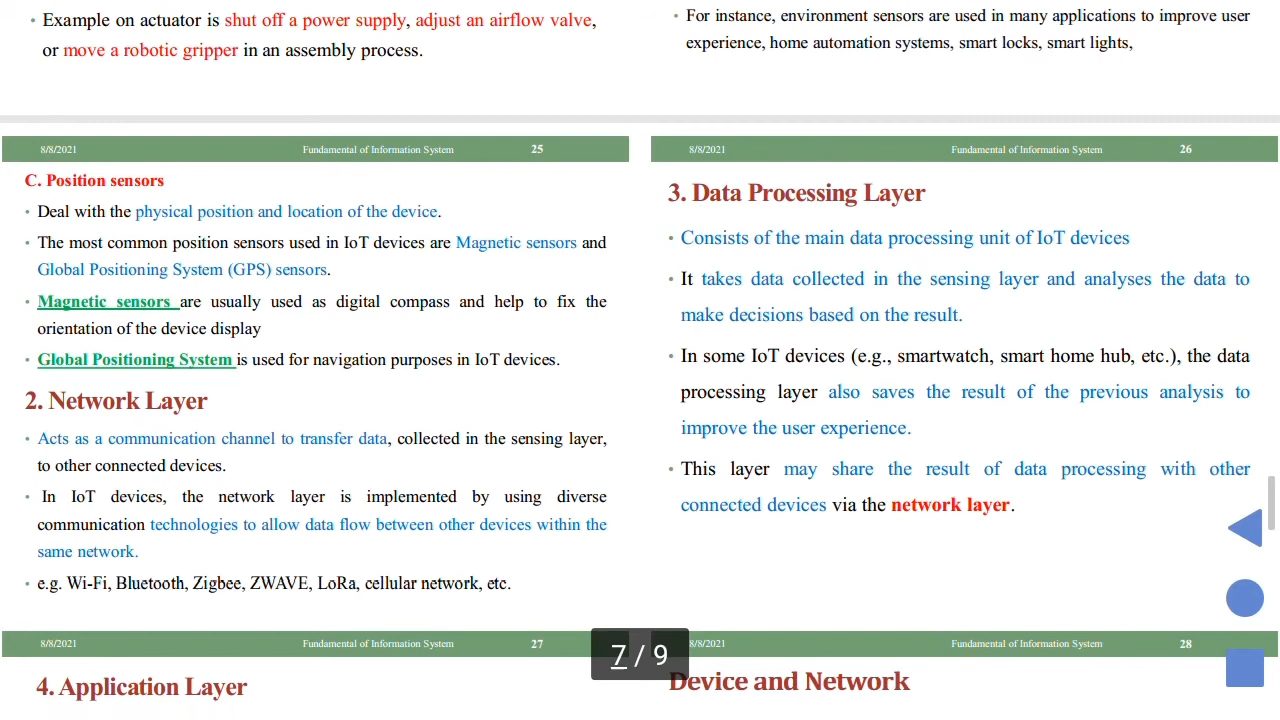 • Example on actuator is shut off a power supply, adjust an airflow valve,
or move a robotic gripper in an assembly process.
• For instance, environment sensors are used in many applications to improve user
experience, home automation systems, smart locks, smart lights,
8/8/2021 Fundamental of Information System 25
C. Position sensors
• Deal with the physical position and location of the device.
• The most common position sensors used in IoT devices are Magnetic sensors and
Global Positioning System (GPS) sensors.
• Magnetic sensors are usually used as digital compass and help to fix the
orientation of the device display
• Global Positioning System is used for navigation purposes in IoT devices.
2. Network Layer
• Acts as a communication channel to transfer data, collected in the sensing layer,
to other connected devices.
• In IoT devices, the network layer is implemented by using diverse
communication technologies to allow data flow between other devices within the
same network.
• e.g. Wi-Fi, Bluetooth, Zigbee, ZWAVE, LoRa, cellular network, etc.
8/8/2021 Fundamental of Information System 26
3. Data Processing Layer
• Consists of the main data processing unit of IoT devices
• It takes data collected in the sensing layer and analyses the data to
make decisions based on the result.
• In some IoT devices (e.g., smartwatch, smart home hub, etc.), the data
processing layer also saves the result of the previous analysis to
improve the user experience.
• This layer may share the result of data processing with other
connected devices via the network layer.
8/8/2021 Fundamental of Information System 27
4. Application Layer
7 / 9
8/8/2021 Fundamental of Information System 28
Device and Network